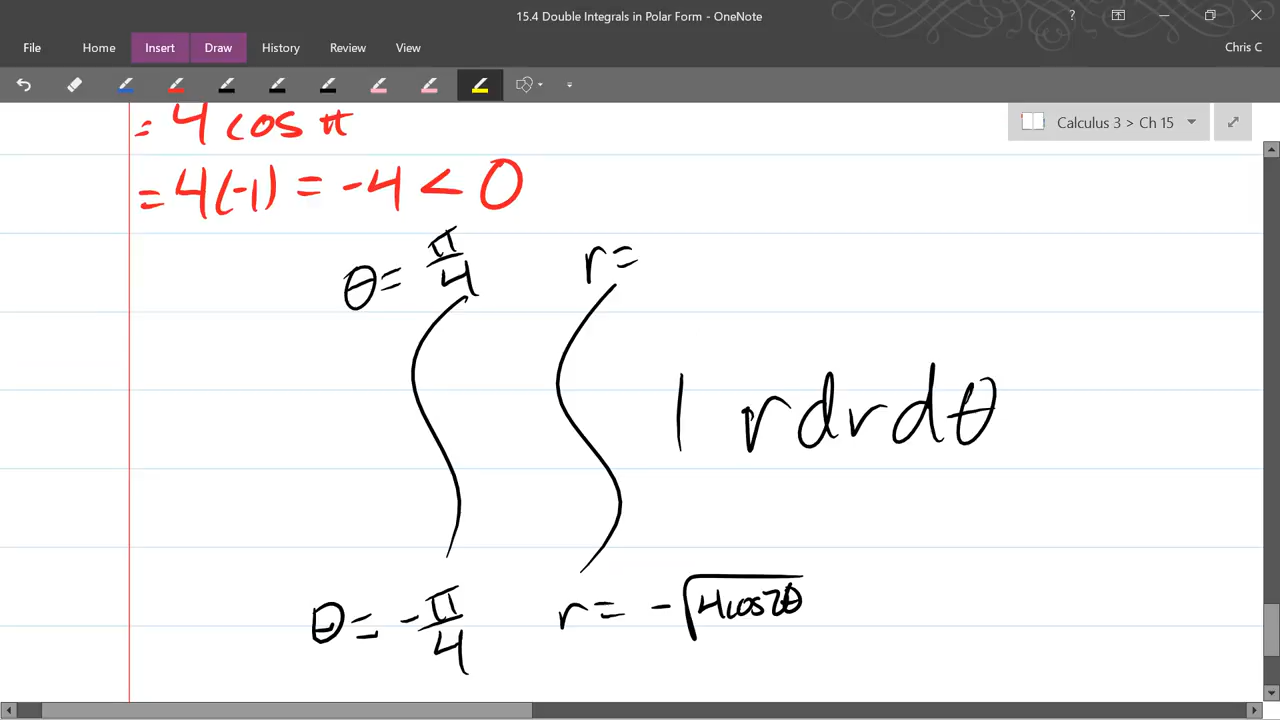 15.4 Double Integrals in Polar Form - OneNote
?
File Home Insert Draw History Review View
Chris C
Calculus 3 > Ch 15
= 4 cos π
= 4(-1) = -4 < 0
θ = π/4 r =
∫ ∫ 1 r dr dθ
θ = -π/4 r = -√(4cos2θ)